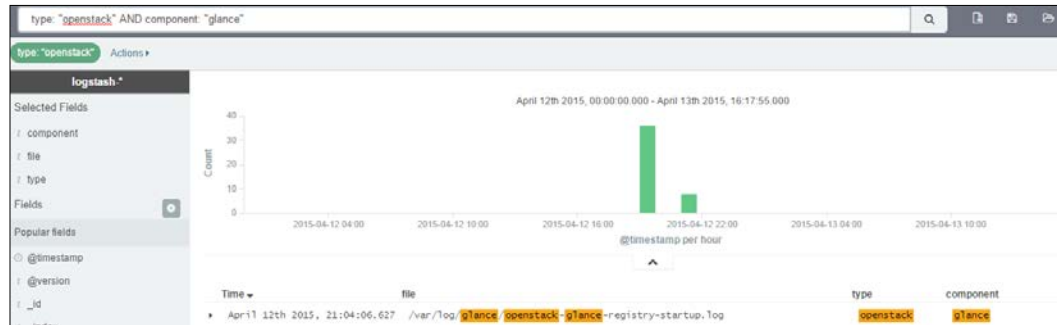 type: "openstack" AND component: "glance"
type: "openstack" Actions
logstash-*
Selected Fields
t component
t file
t type
Fields
Popular fields
@timestamp
t @version
t _id
April 12th 2015, 00:00:00.000 - April 13th 2015, 16:17:55.000
Count
40
30
20
10
0
2015-04-12 04:00 2015-04-12 10:00 2015-04-12 16:00 2015-04-12 22:00 2015-04-13 04:00 2015-04-13 10:00
@timestamp per hour
Time file type component
April 12th 2015, 21:04:06.627 /var/log/glance/openstack-glance-registry-startup.log openstack glance